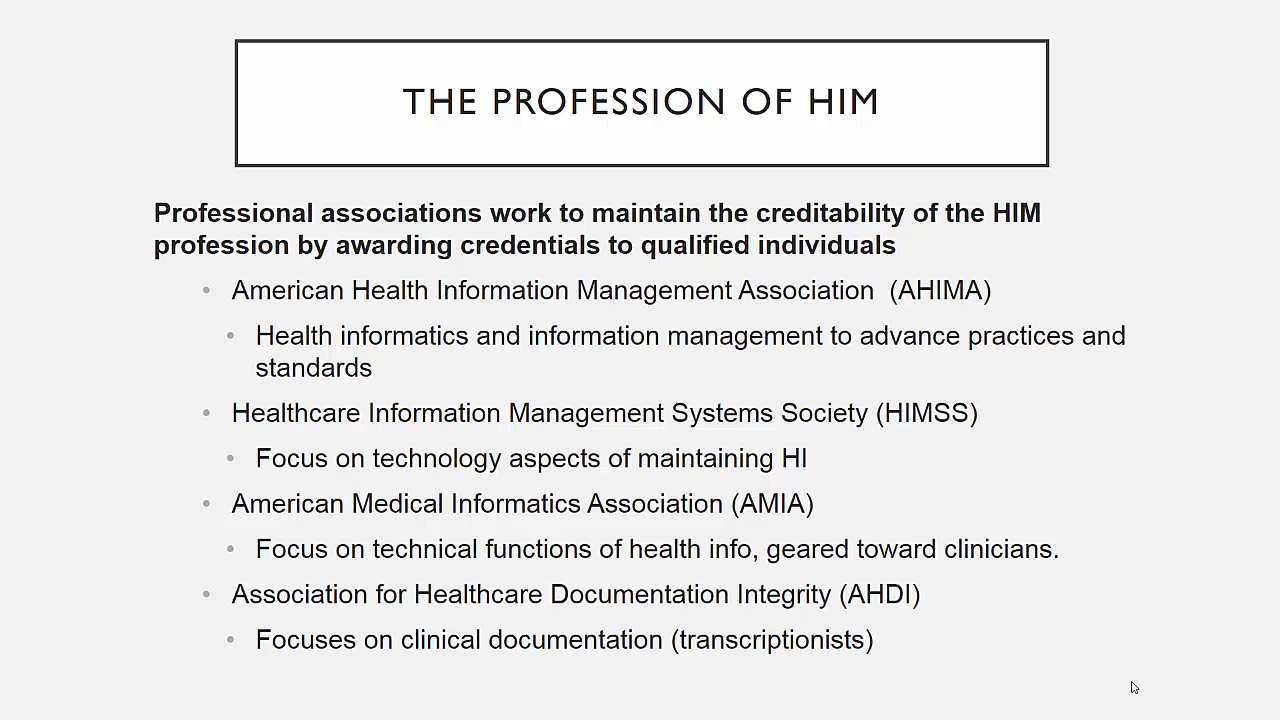 THE PROFESSION OF HIM
Professional associations work to maintain the creditability of the HIM
profession by awarding credentials to qualified individuals
• American Health Information Management Association (AHIMA)
• Health informatics and information management to advance practices and
standards
• Healthcare Information Management Systems Society (HIMSS)
• Focus on technology aspects of maintaining HI
• American Medical Informatics Association (AMIA)
• Focus on technical functions of health info, geared toward clinicians.
• Association for Healthcare Documentation Integrity (AHDI)
• Focuses on clinical documentation (transcriptionists)